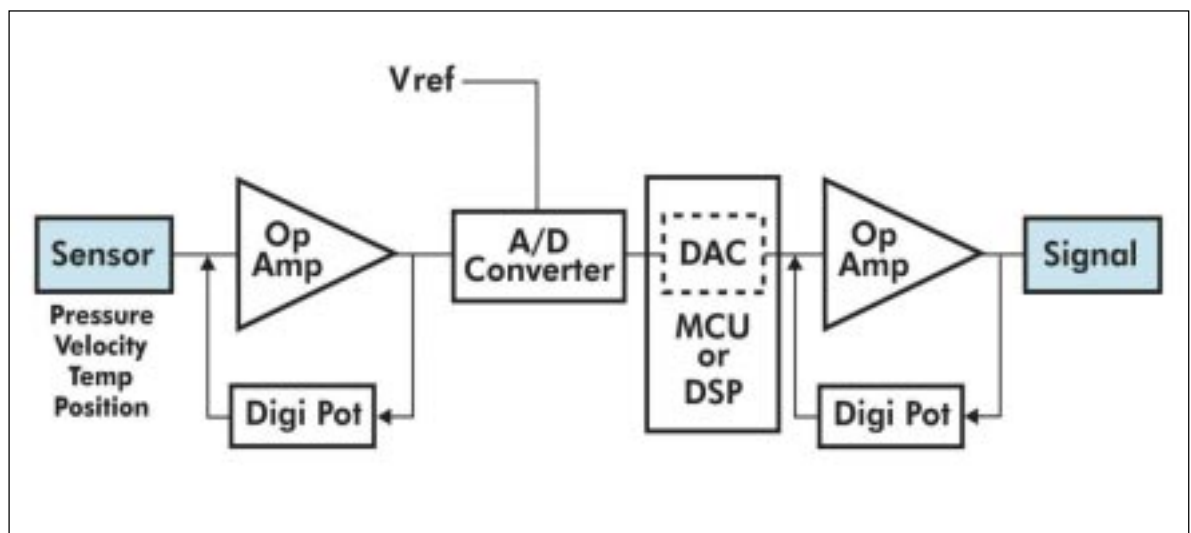 Vref
Sensor
Pressure
Velocity
Temp
Position
Op
Amp
Digi Pot
A/D
Converter
DAC
MCU
or
DSP
Op
Amp
Digi Pot
Signal